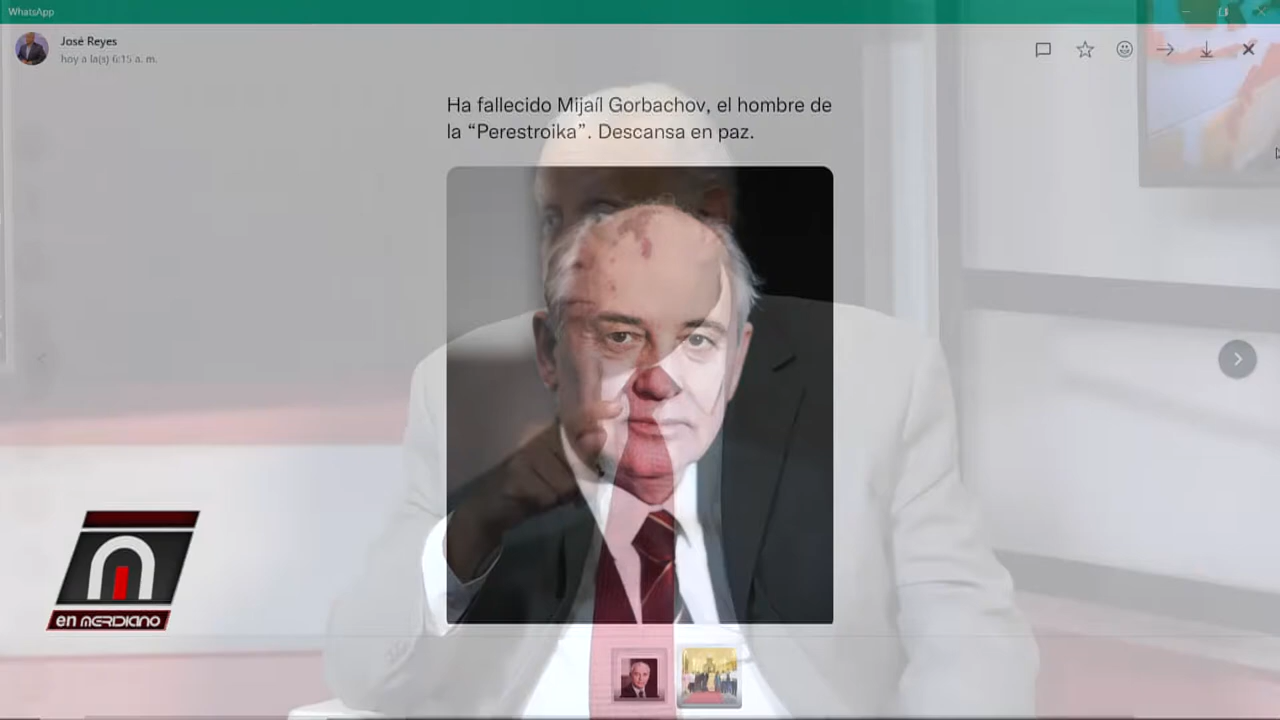 WhatsApp
José Reyes
hoy a la(s) 6:15 a. m.
Ha fallecido Mijaíl Gorbachov, el hombre de
la “Perestroika”. Descansa en paz.
en MERIDIANO